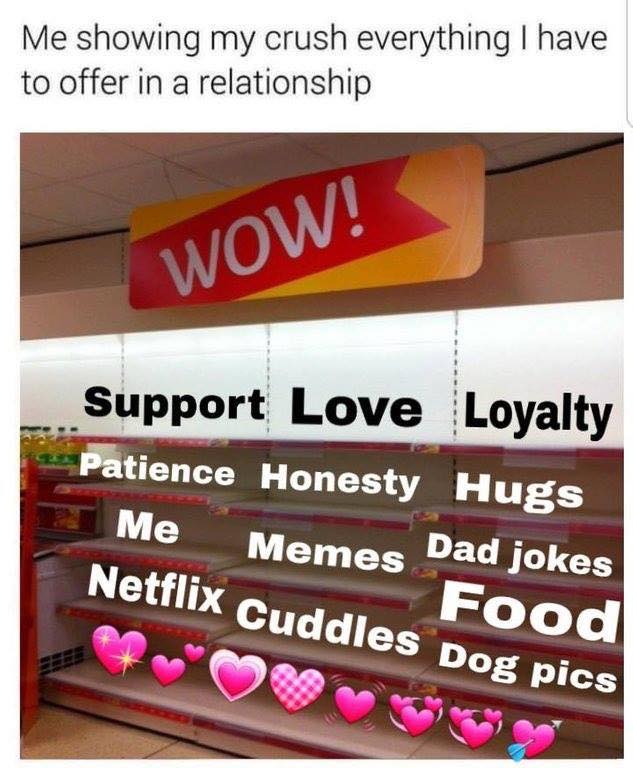 Me showing my crush everything I have
to offer in a relationship
WOW!
Support Love Loyalty
Patience Honesty Hugs
Me Memes Dad jokes
Netflix Cuddles Food
Dog pics